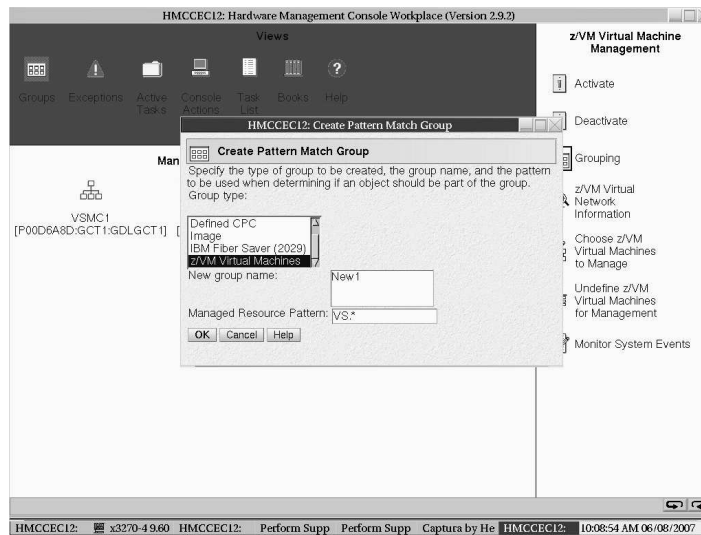 HMCCEC12: Hardware Management Console Workplace (Version 2.9.2)
Views
Groups
Exceptions
Active
Tasks
Console
Actions
Task
List
Books
Help
z/VM Virtual Machine
Management
Activate
Deactivate
Grouping
z/VM Virtual
Network
Information
Choose z/VM
Virtual Machines
to Manage
Undefine z/VM
Virtual Machines
for Management
Monitor System Events
Man
VSMC1
[P00D6A8D:GCT1:GDLGCT1] [
HMCCEC12: Create Pattern Match Group
Create Pattern Match Group
Specify the type of group to be created, the group name, and the pattern
to be used when determining if an object should be part of the group.
Group type:
Defined CPC
Image
IBM Fiber Saver (2029)
z/VM Virtual Machines
New group name:
New1
Managed Resource Pattern:
VS.*
OK Cancel Help
HMCCEC12: x3270-4 9.60 HMCCEC12: Perform Supp Perform Supp Captura by He HMCCEC12: 10:08:54 AM 06/08/2007